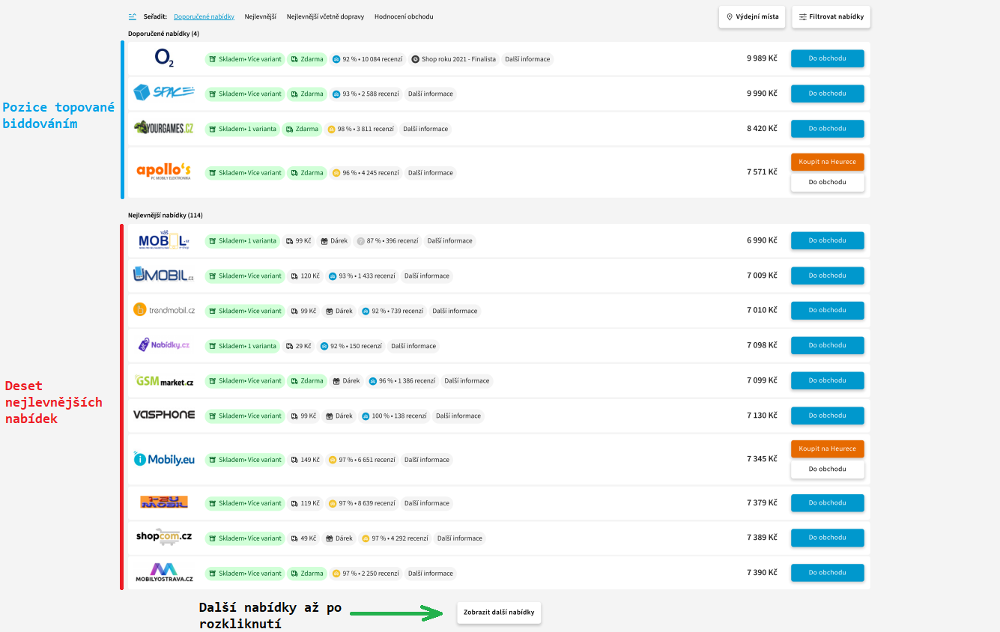 Seřadit: Doporučené nabídky Nejlevnější Nejlevnější včetně dopravy Hodnocení obchodu Výdejní místa Filtrovat nabídky
Doporučené nabídky (4)
O2 Skladem• Více variant Zdarma 92 % • 10 084 recenzí Shop roku 2021 - Finalista Další informace 9 989 Kč Do obchodu
SPACE Skladem• Více variant Zdarma 93 % • 2 588 recenzí Další informace 9 990 Kč Do obchodu
Pozice topované
biddováním
YOURGAMES.CZ Skladem• 1 varianta Zdarma 98 % • 3 811 recenzí Další informace 8 420 Kč Do obchodu
Koupit na Heurece
apollo's Skladem• Více variant Zdarma 96 % • 4 245 recenzí Další informace 7 571 Kč
PC MOBILY ELEKTRONIKA
Do obchodu
Nejlevnější nabídky (114)
váš
MOBIL.cz Skladem• 1 varianta 99 Kč Dárek 87 % • 396 recenzí Další informace 6 990 Kč Do obchodu
UMOBIL.cz Skladem• Více variant 120 Kč 93 % • 1 433 recenzí Další informace 7 009 Kč Do obchodu
trendmobil.cz Skladem• Více variant 99 Kč Dárek 92 % • 739 recenzí Další informace 7 010 Kč Do obchodu
Nabídky.cz Skladem• 1 varianta 29 Kč 92 % • 150 recenzí Další informace 7 098 Kč Do obchodu
GSMmarket.cz Skladem• Více variant Zdarma Dárek 96 % • 1 386 recenzí Další informace 7 099 Kč Do obchodu
Deset
nejlevnějších
nabídek
VASPHONE Skladem• Více variant 99 Kč Dárek 100 % • 138 recenzí Další informace 7 130 Kč Do obchodu
Koupit na Heurece
iMobily.eu Skladem• Více variant 149 Kč 97 % • 6 651 recenzí Další informace 7 345 Kč
Do obchodu
Skladem• Více variant 119 Kč 97 % • 8 639 recenzí Další informace 7 379 Kč Do obchodu
MOBIL
shopcom.cz Skladem• Více variant 49 Kč Dárek 97 % • 4 292 recenzí Další informace 7 389 Kč Do obchodu
MOBILYOSTRAVA.CZ Skladem• Více variant Zdarma 97 % • 2 250 recenzí Další informace 7 390 Kč Do obchodu
Další nabídky až po
rozkliknutí
Zobrazit další nabídky